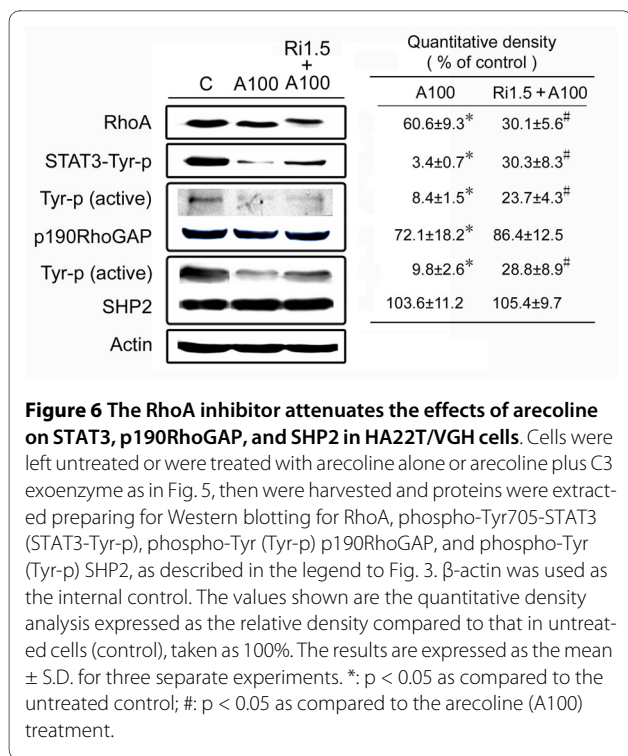 Ri1.5
+
C A100 A100
RhoA
STAT3-Tyr-p
Tyr-p (active)
p190RhoGAP
Tyr-p (active)
SHP2
Actin
Quantitative density
( % of control )
A100 Ri1.5 + A100
60.6±9.3* 30.1±5.6#
3.4±0.7* 30.3±8.3#
8.4±1.5* 23.7±4.3#
72.1±18.2* 86.4±12.5
9.8±2.6* 28.8±8.9#
103.6±11.2 105.4±9.7
Figure 6 The RhoA inhibitor attenuates the effects of arecoline
on STAT3, p190RhoGAP, and SHP2 in HA22T/VGH cells. Cells were
left untreated or were treated with arecoline alone or arecoline plus C3
exoenzyme as in Fig. 5, then were harvested and proteins were extract-
ed preparing for Western blotting for RhoA, phospho-Tyr705-STAT3
(STAT3-Tyr-p), phospho-Tyr (Tyr-p) p190RhoGAP, and phospho-Tyr
(Tyr-p) SHP2, as described in the legend to Fig. 3. β-actin was used as
the internal control. The values shown are the quantitative density
analysis expressed as the relative density compared to that in untreat-
ed cells (control), taken as 100%. The results are expressed as the mean
± S.D. for three separate experiments. *: p < 0.05 as compared to the
untreated control; #: p < 0.05 as compared to the arecoline (A100)
treatment.